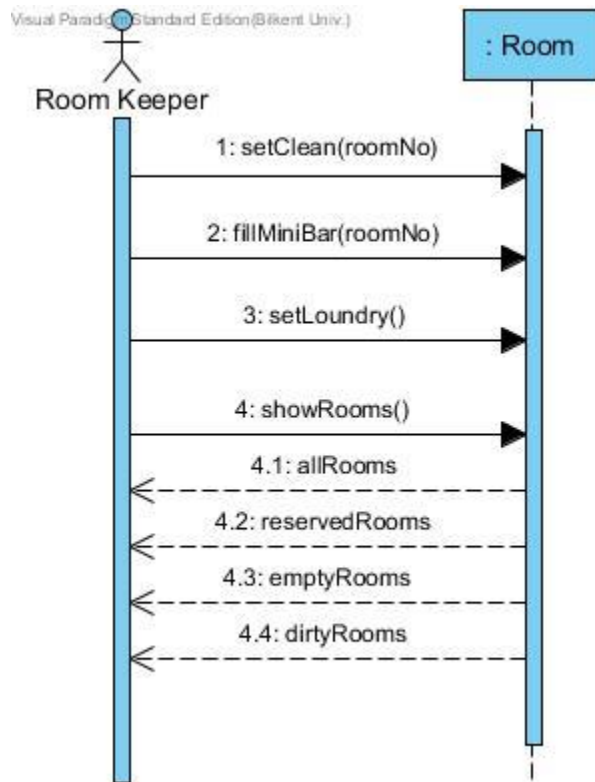 Visual Paradigm Standard Edition(Bilkent Univ.)
: Room
Room Keeper
1: setClean(roomNo)
2: fillMiniBar(roomNo)
3: setLoundry()
4: showRooms()
4.1: allRooms
4.2: reservedRooms
4.3: emptyRooms
4.4: dirtyRooms